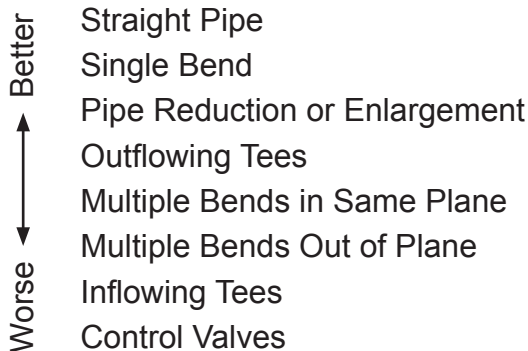 Better
Worse
Straight Pipe
Single Bend
Pipe Reduction or Enlargement
Outflowing Tees
Multiple Bends in Same Plane
Multiple Bends Out of Plane
Inflowing Tees
Control Valves